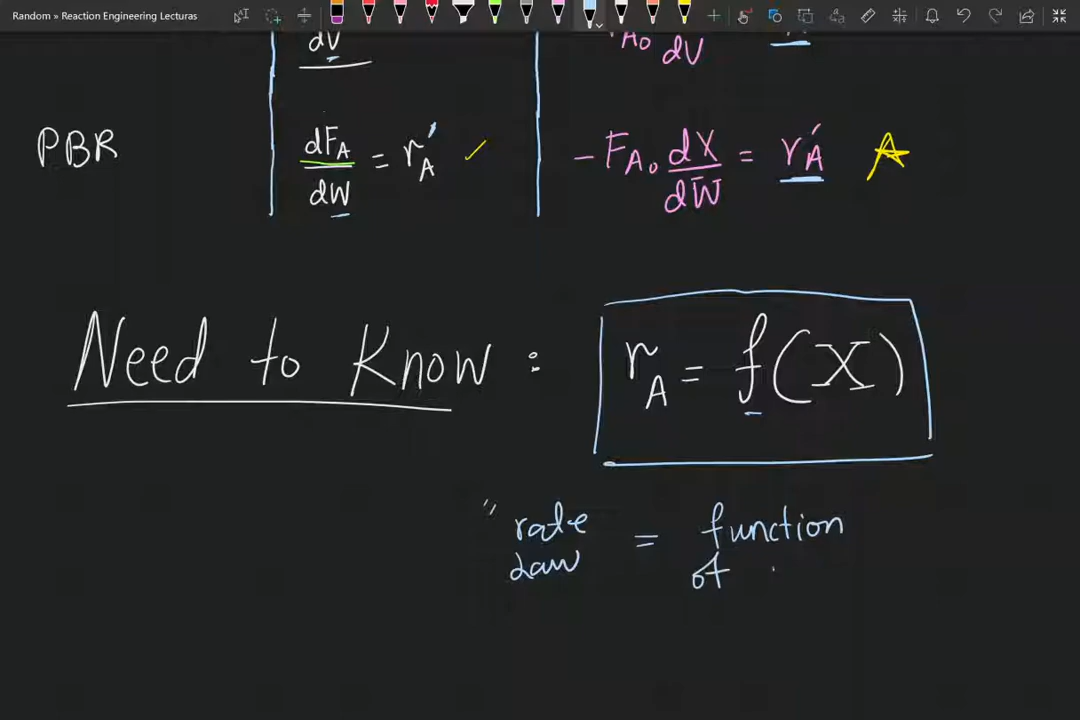 Random » Reaction Engineering Lecturas
dV
A₀ dV
PBR
dF_A / dW = r'_A ✓
- F_A₀ dX / dW = r'_A
Need to Know : r_A = f(X)
" rate = function
Law of